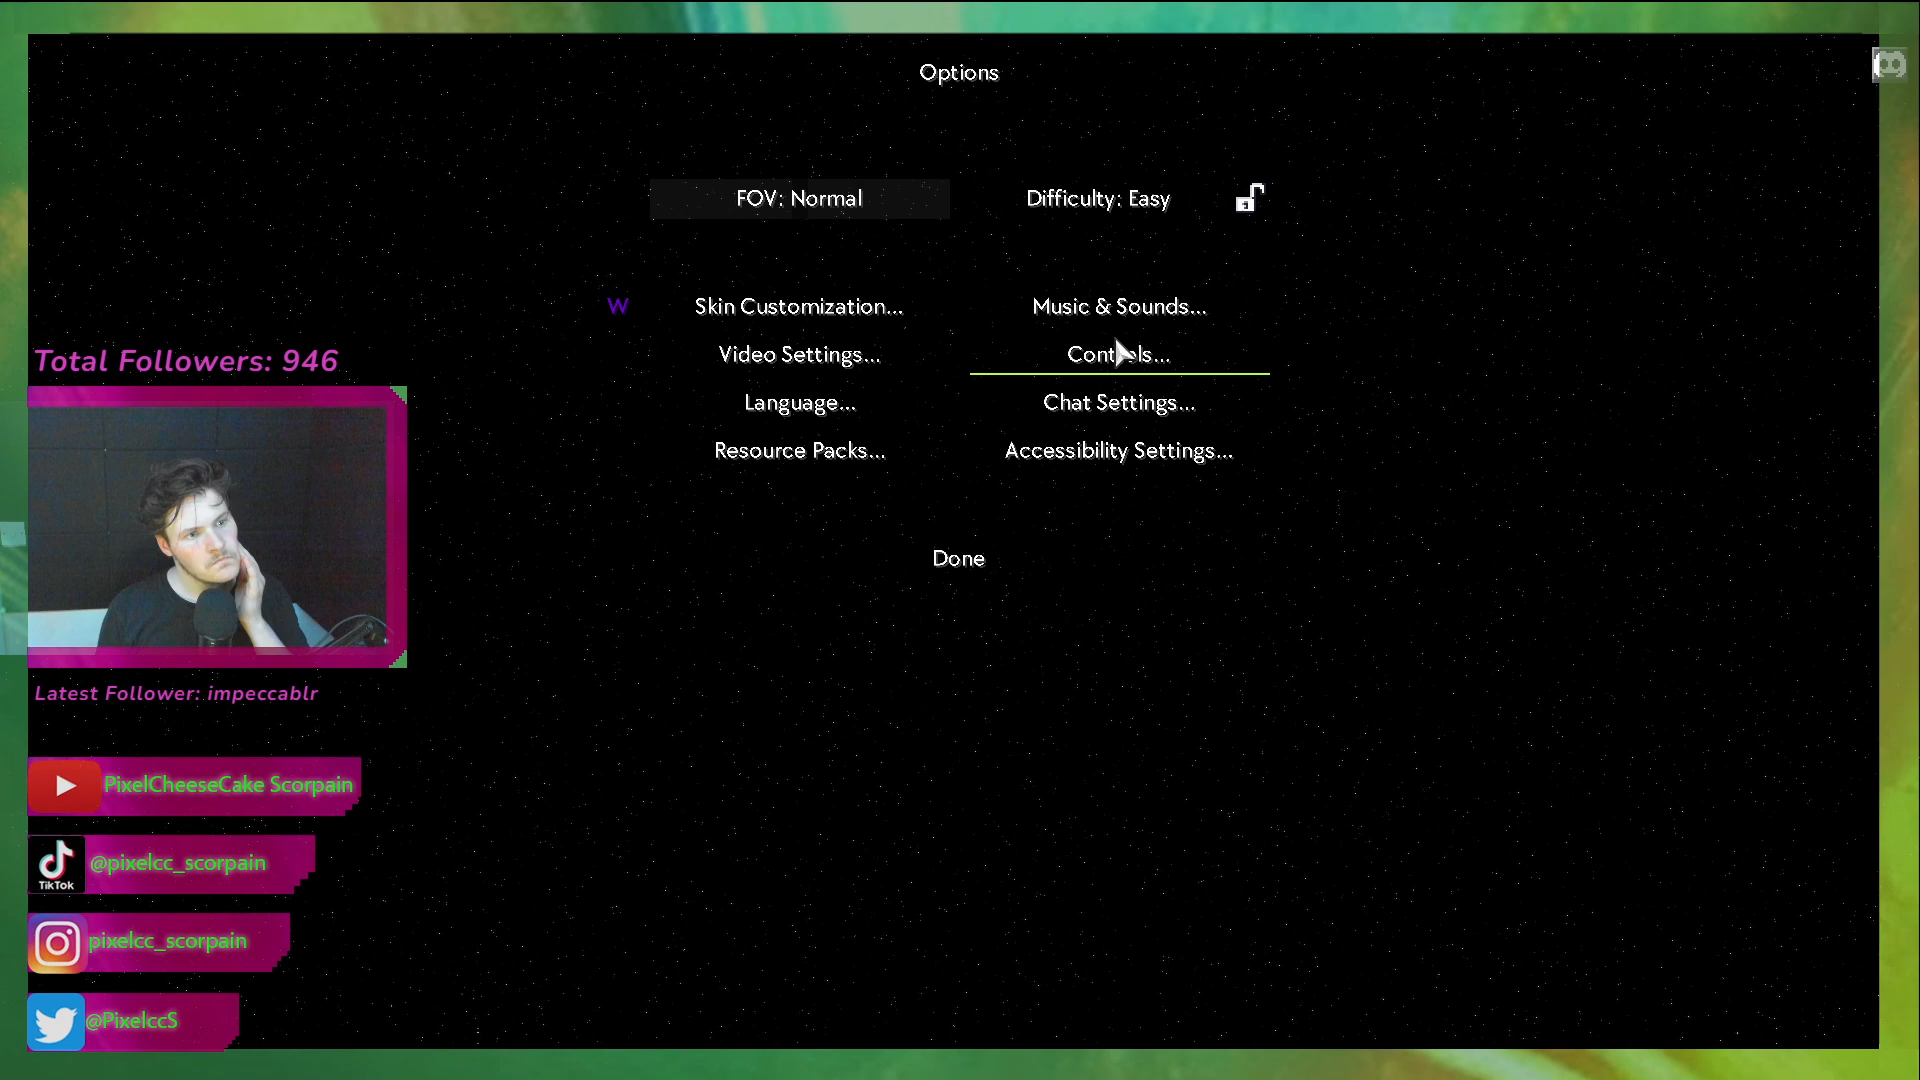 Options
FOV: Normal
Difficulty: Easy
W
Skin Customization...
Music & Sounds...
Video Settings...
Controls...
Language...
Chat Settings...
Resource Packs...
Accessibility Settings...
Done
Total Followers: 946
Latest Follower: impeccablr
PixelCheeseCake Scorpain
TikTok
@pixelcc_scorpain
pixelcc_scorpain
@PixelccS